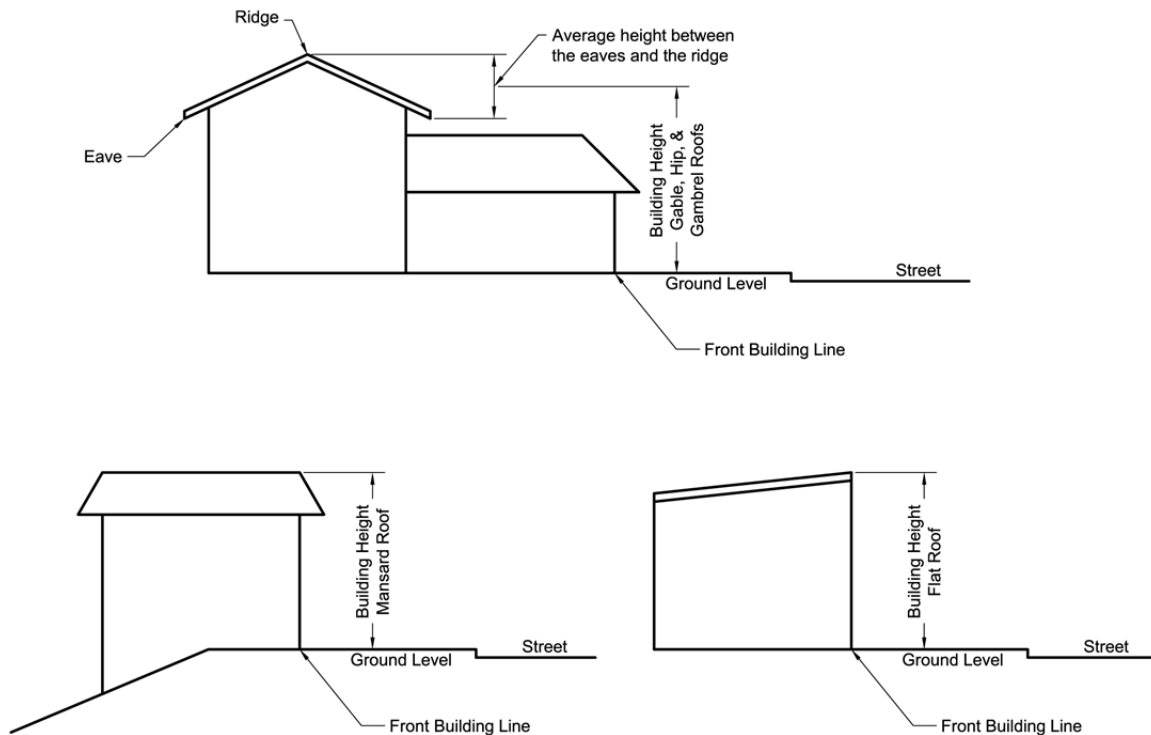 Ridge
Average height between
the eaves and the ridge
Eave
Building Height
Gable, Hip, &
Gambrel Roofs
Street
Ground Level
Front Building Line
Building Height
Mansard Roof
Street
Ground Level
Front Building Line
Building Height
Flat Roof
Street
Ground Level
Front Building Line